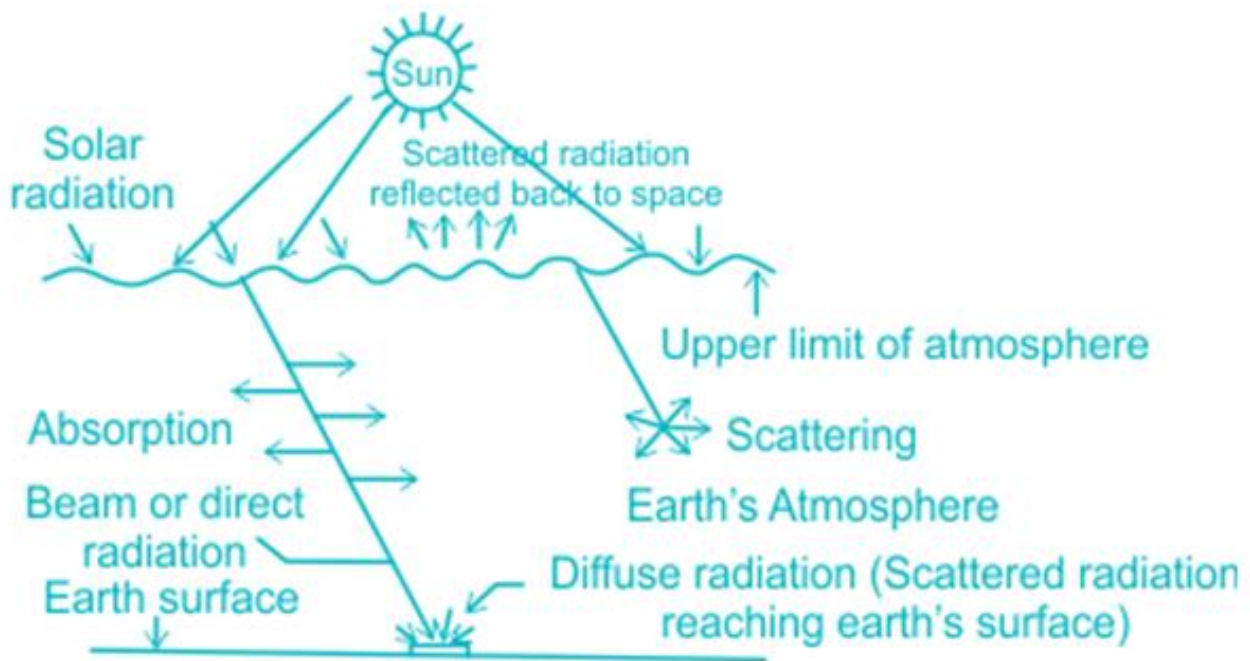 Sun
Solar
radiation
Scattered radiation
reflected back to space
Upper limit of atmosphere
Absorption
Scattering
Earth's Atmosphere
Beam or direct
radiation
Earth surface
Diffuse radiation (Scattered radiation
reaching earth's surface)